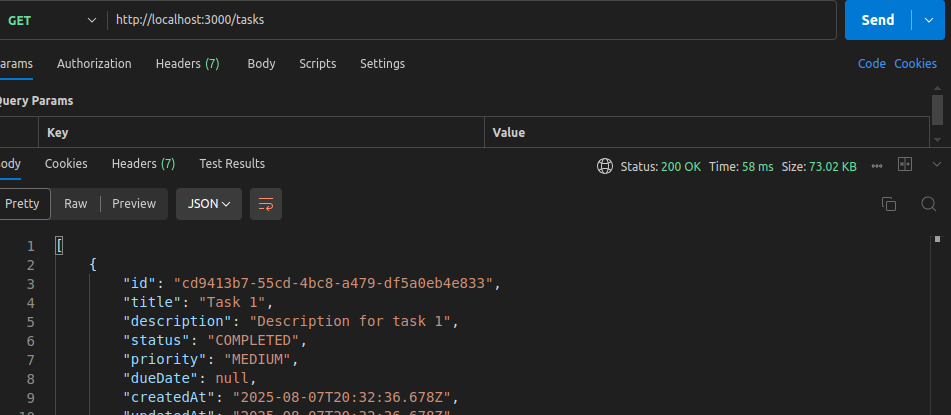 GET http://localhost:3000/tasks Send
arams Authorization Headers (7) Body Scripts Settings Code Cookies
Query Params
Key Value
ody Cookies Headers (7) Test Results Status: 200 OK Time: 58 ms Size: 73.02 KB
Pretty Raw Preview JSON
1 [
2 {
3 "id": "cd9413b7-55cd-4bc8-a479-df5a0eb4e833",
4 "title": "Task 1",
5 "description": "Description for task 1",
6 "status": "COMPLETED",
7 "priority": "MEDIUM",
8 "dueDate": null,
9 "createdAt": "2025-08-07T20:32:36.678Z",
10 "updatedAt": "2025-08-07T20:32:36.678Z"